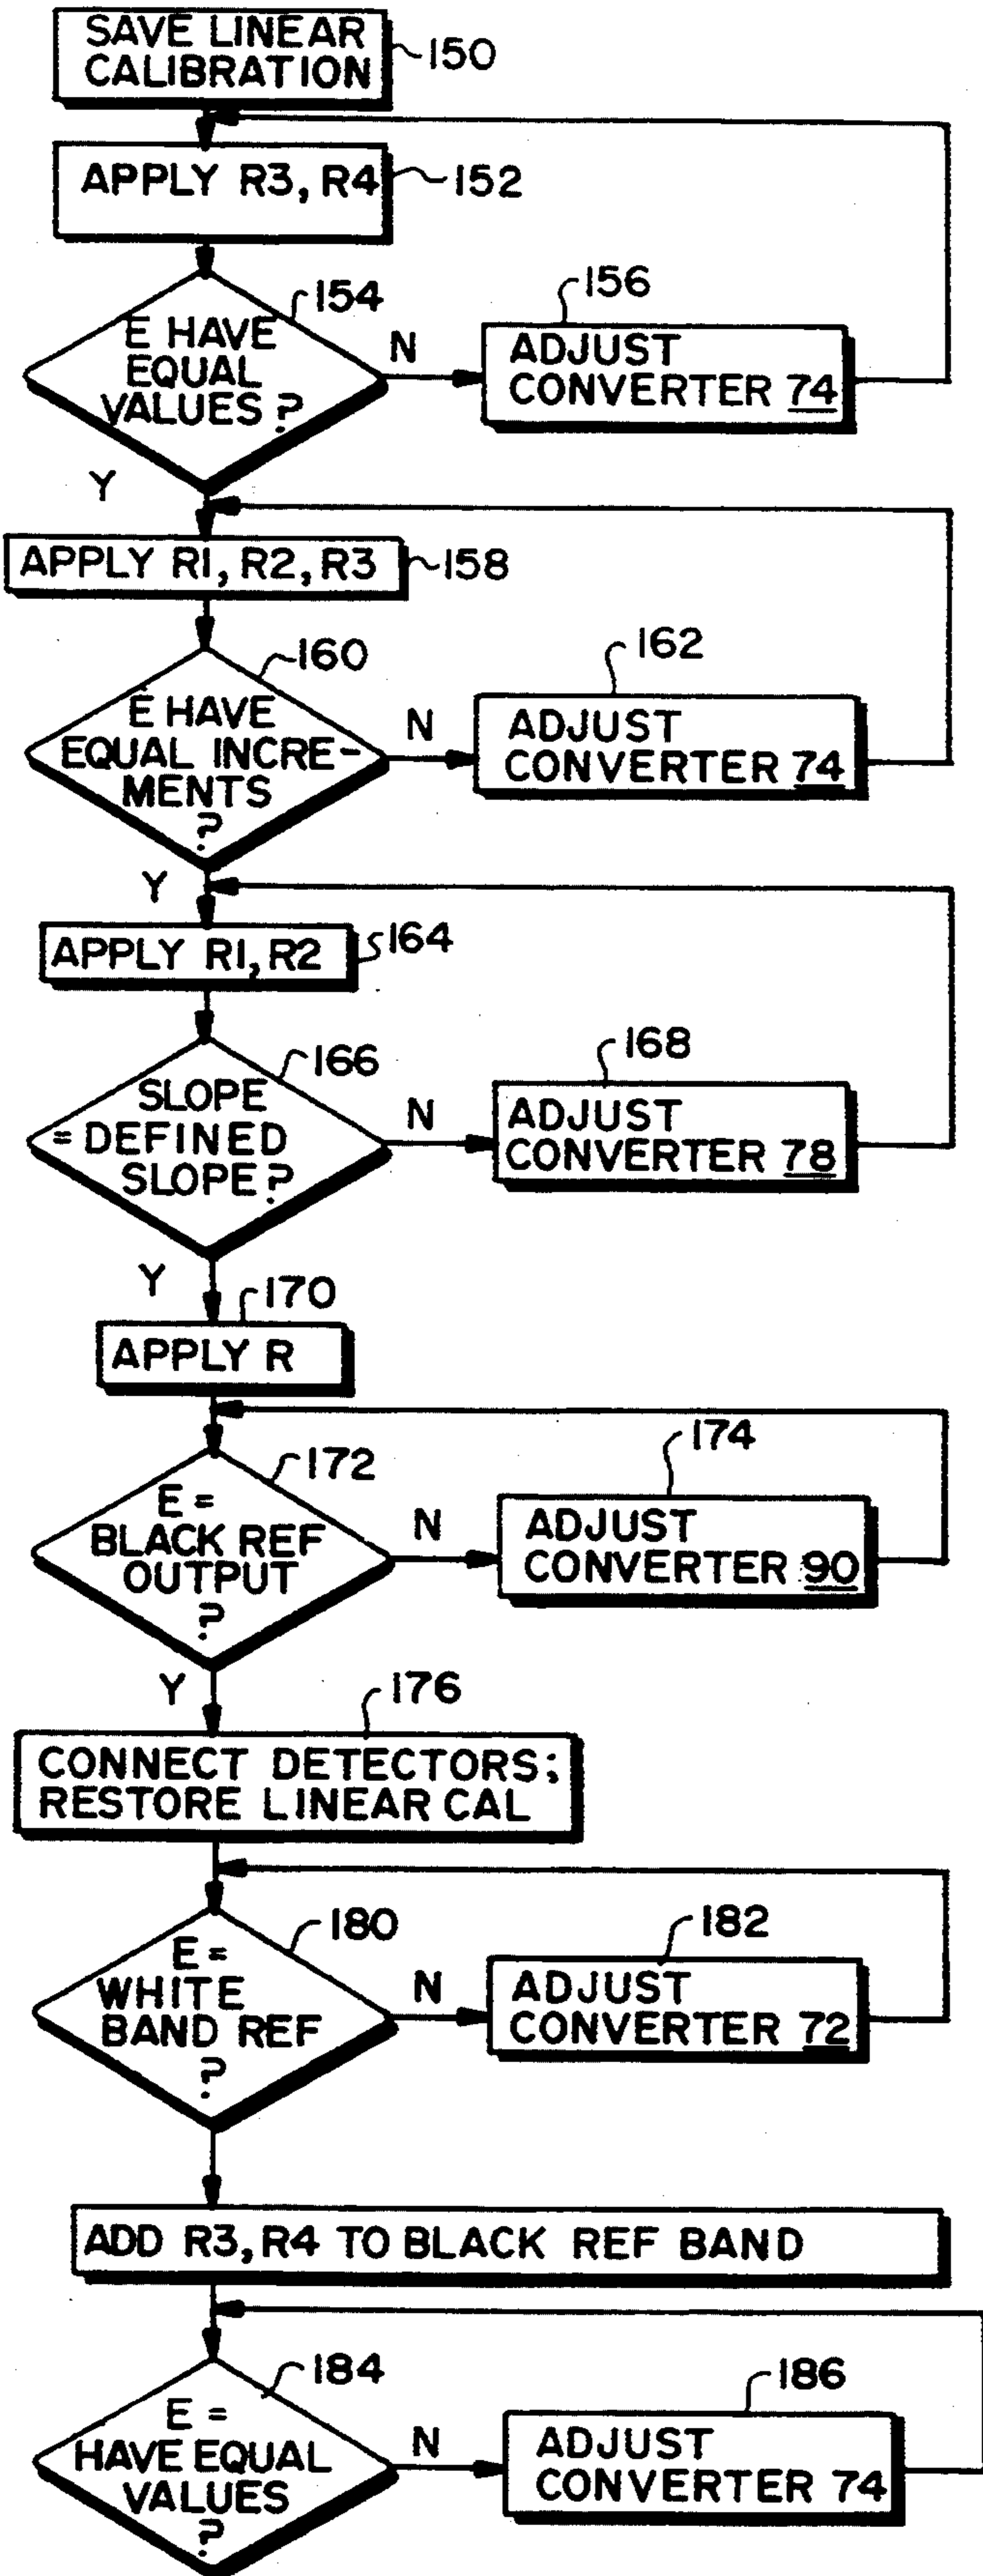 SAVE LINEAR
CALIBRATION
150
APPLY R3, R4
152
154
E HAVE
EQUAL
VALUES ?
N
156
ADJUST
CONVERTER 74
Y
APPLY R1, R2, R3
158
160
E HAVE
EQUAL INCRE-
MENTS
?
N
162
ADJUST
CONVERTER 74
Y
APPLY R1, R2
164
166
SLOPE
= DEFINED
SLOPE ?
N
168
ADJUST
CONVERTER 78
Y
170
APPLY R
172
E =
BLACK REF
OUTPUT
?
N
174
ADJUST
CONVERTER 90
Y
176
CONNECT DETECTORS;
RESTORE LINEAR CAL
180
E =
WHITE
BAND REF
?
N
182
ADJUST
CONVERTER 72
ADD R3, R4 TO BLACK REF BAND
184
E =
HAVE EQUAL
VALUES
?
N
186
ADJUST
CONVERTER 74